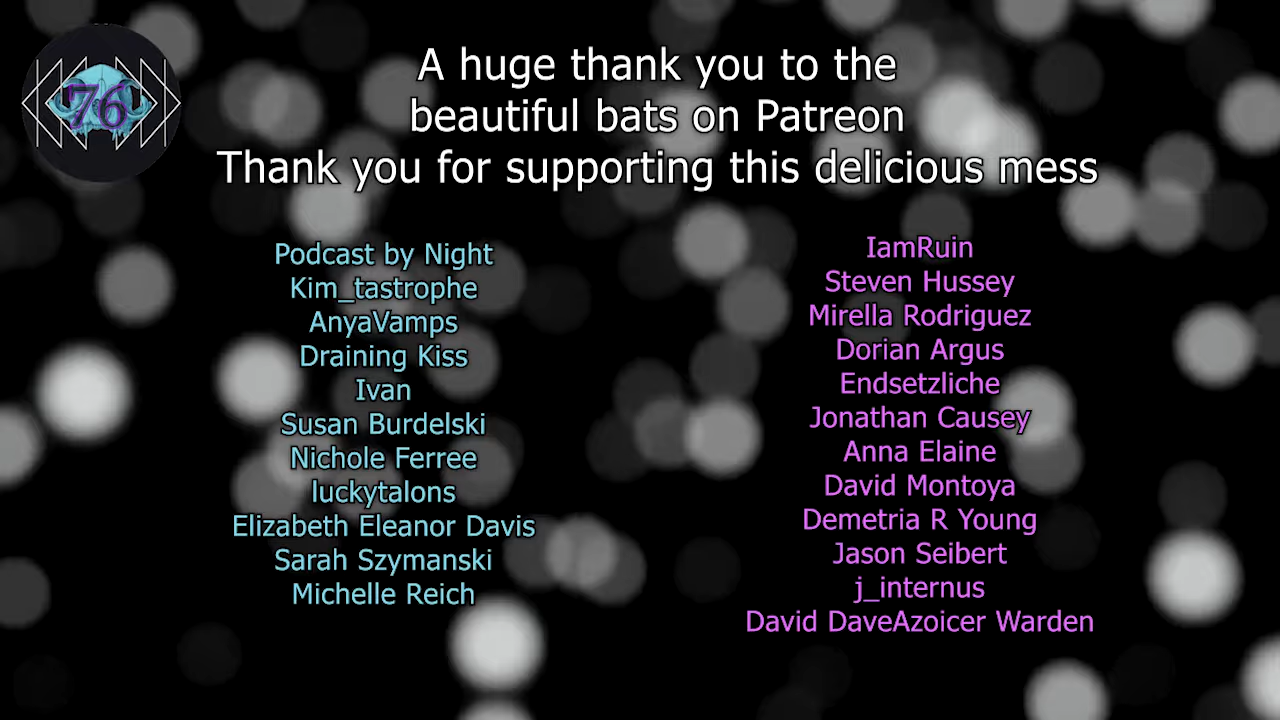 76
A huge thank you to the
beautiful bats on Patreon
Thank you for supporting this delicious mess
Podcast by Night
Kim_tastrophe
AnyaVamps
Draining Kiss
Ivan
Susan Burdelski
Nichole Ferree
luckytalons
Elizabeth Eleanor Davis
Sarah Szymanski
Michelle Reich
IamRuin
Steven Hussey
Mirella Rodriguez
Dorian Argus
Endsetzliche
Jonathan Causey
Anna Elaine
David Montoya
Demetria R Young
Jason Seibert
j_internus
David DaveAzoicer Warden